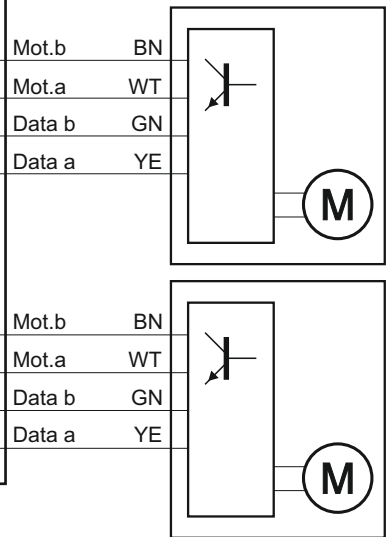 Mot.b BN
Mot.a WT
Data b GN
Data a YE
M
Mot.b BN
Mot.a WT
Data b GN
Data a YE
M